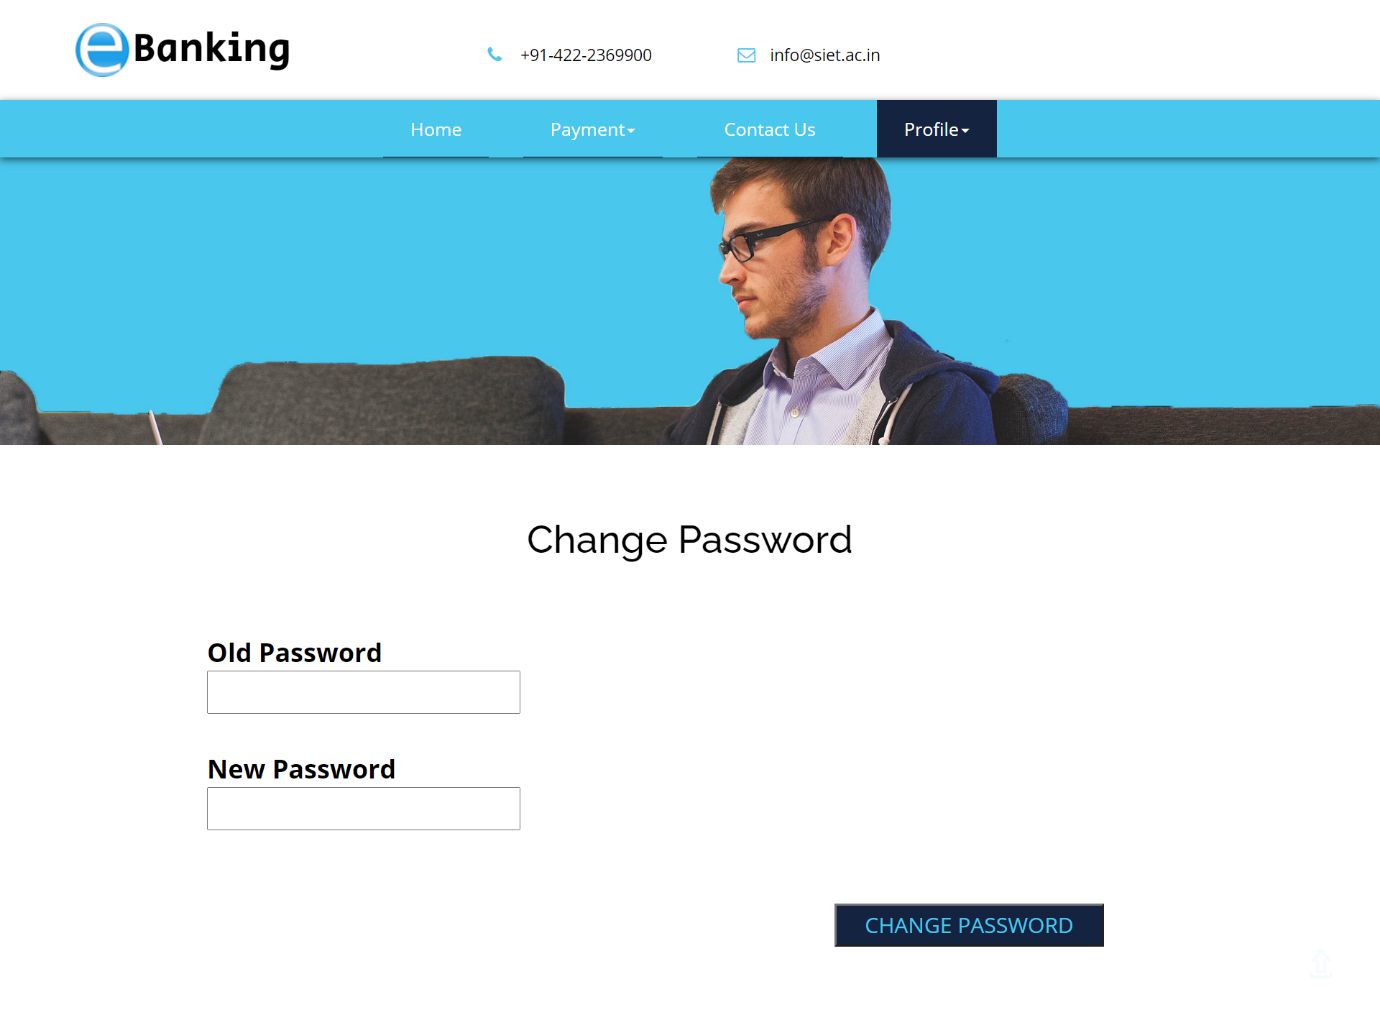 eBanking
+91-422-2369900
info@siet.ac.in
Home
Payment
Contact Us
Profile
Change Password
Old Password
New Password
CHANGE PASSWORD